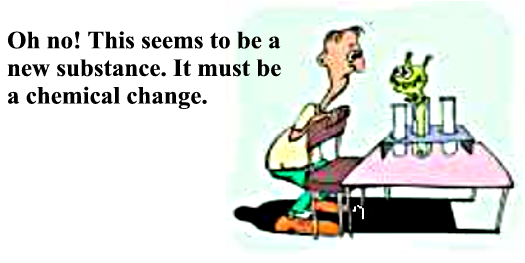 Oh no! This seems to be a
new substance. It must be
a chemical change.